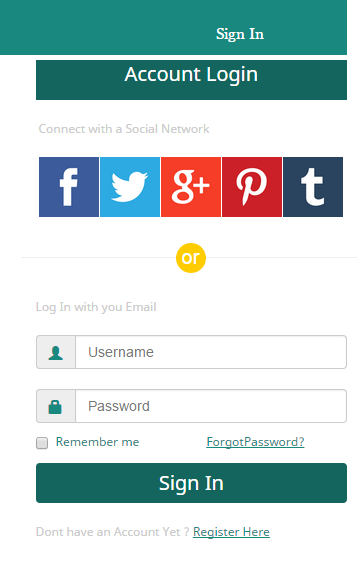 Sign In
Account Login
Connect with a Social Network
f g+ p t
or
Log In with you Email
Username
Password
Remember me ForgotPassword?
Sign In
Dont have an Account Yet ? Register Here